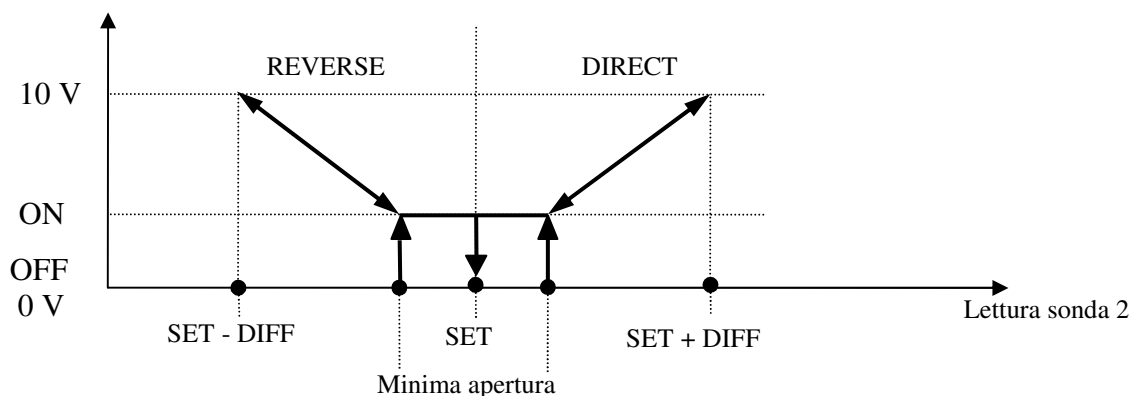 REVERSE
DIRECT
10 V
ON
OFF
0 V
Lettura sonda 2
SET - DIFF
SET
SET + DIFF
Minima apertura